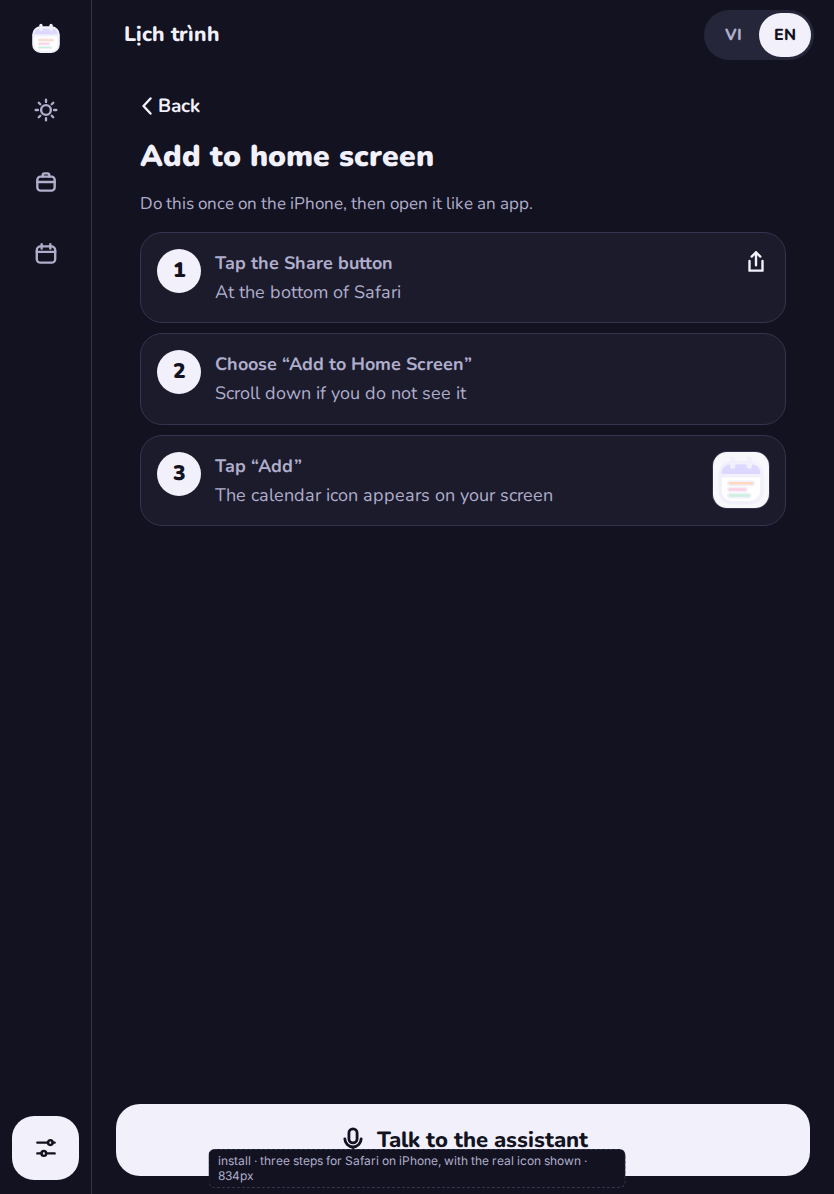 Lịch trình
VI
EN
Back
Add to home screen
Do this once on the iPhone, then open it like an app.
1
Tap the Share button
At the bottom of Safari
2
Choose “Add to Home Screen”
Scroll down if you do not see it
3
Tap “Add”
The calendar icon appears on your screen
Talk to the assistant
install · three steps for Safari on iPhone, with the real icon shown ·
834px